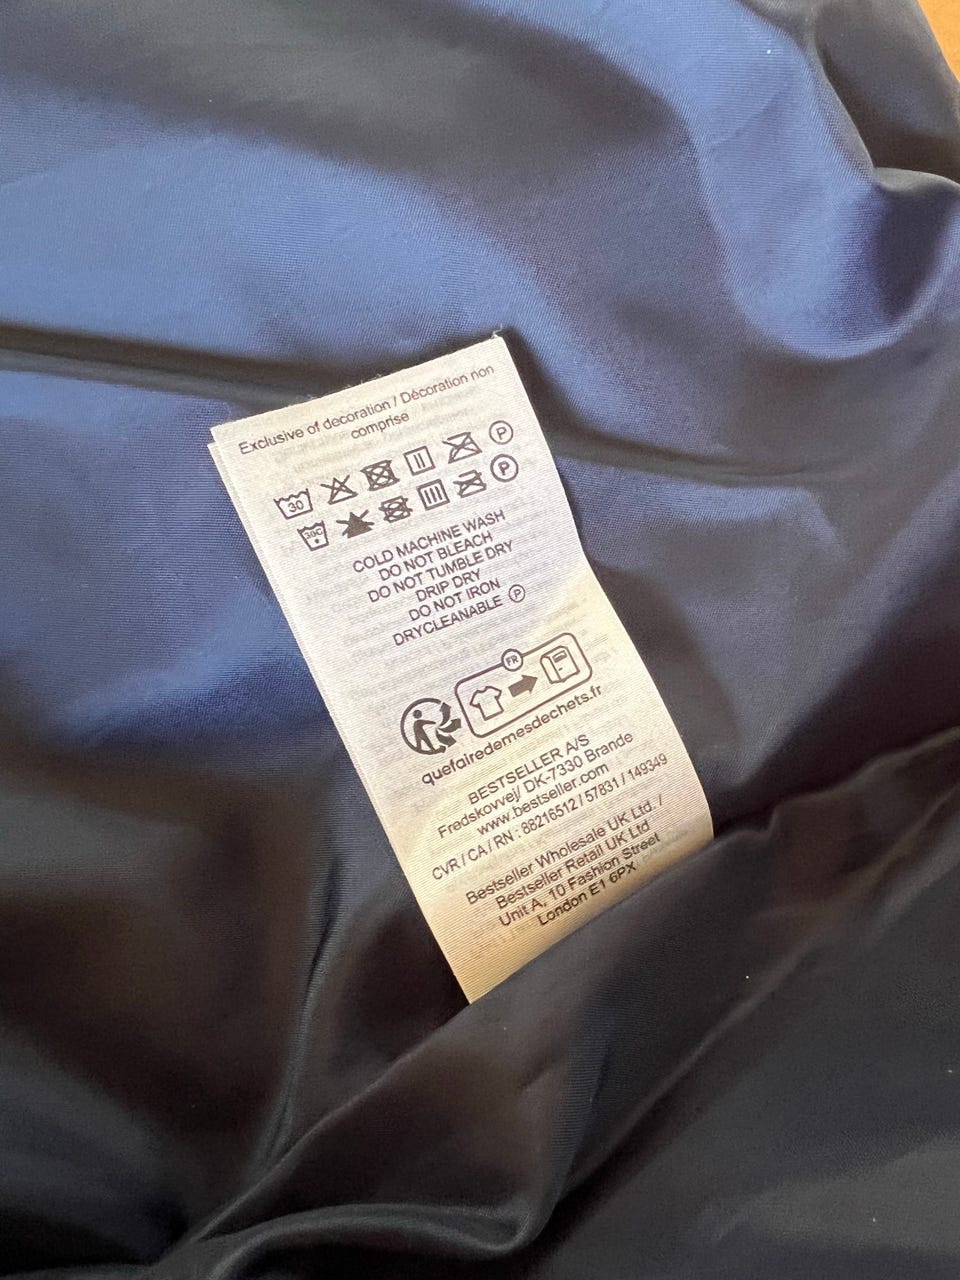 Exclusive of decoration / Décoration non
comprise
30 P
30C P
COLD MACHINE WASH
DO NOT BLEACH
DO NOT TUMBLE DRY
DRIP DRY
DO NOT IRON
DRYCLEANABLE P
FR
quefairedemesdechets.fr
BESTSELLER A/S
Fredskovvej/ DK-7330 Brande
www.bestseller.com
CVR / CA / RN : 88216512 / 57831 / 149349
Bestseller Wholesale UK Ltd. /
Bestseller Retail UK Ltd
Unit A, 10 Fashion Street
London E1 6PX